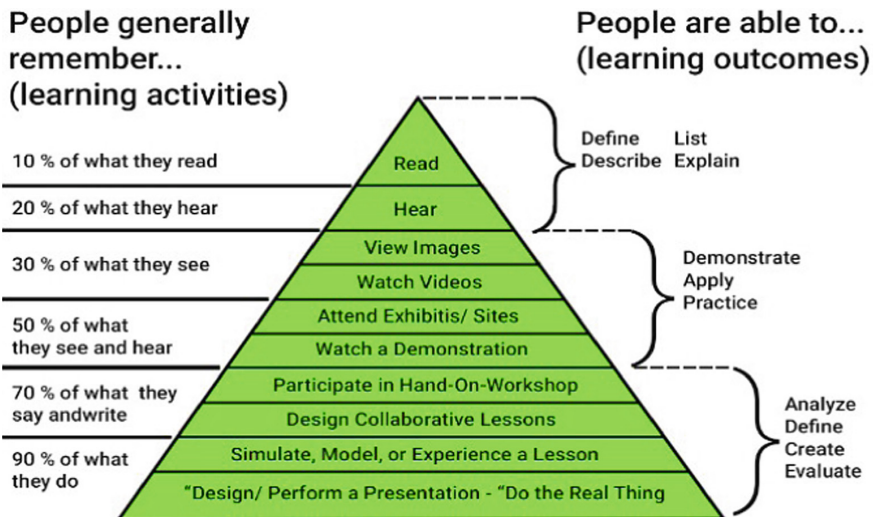 People generally
remember...
(learning activities)
People are able to...
(learning outcomes)
10 % of what they read
20 % of what they hear
30 % of what they see
50 % of what
they see and hear
70 % of what  they
say andwrite
90 % of what
they do
Read
Hear
View Images
Watch Videos
Attend Exhibitis/ Sites
Watch a Demonstration
Participate in Hand-On-Workshop
Design Collaborative Lessons
Simulate, Model, or Experience a Lesson
“Design/ Perform a Presentation - “Do the Real Thing
Define List
Describe Explain
Demonstrate
Apply
Practice
Analyze
Define
Create
Evaluate